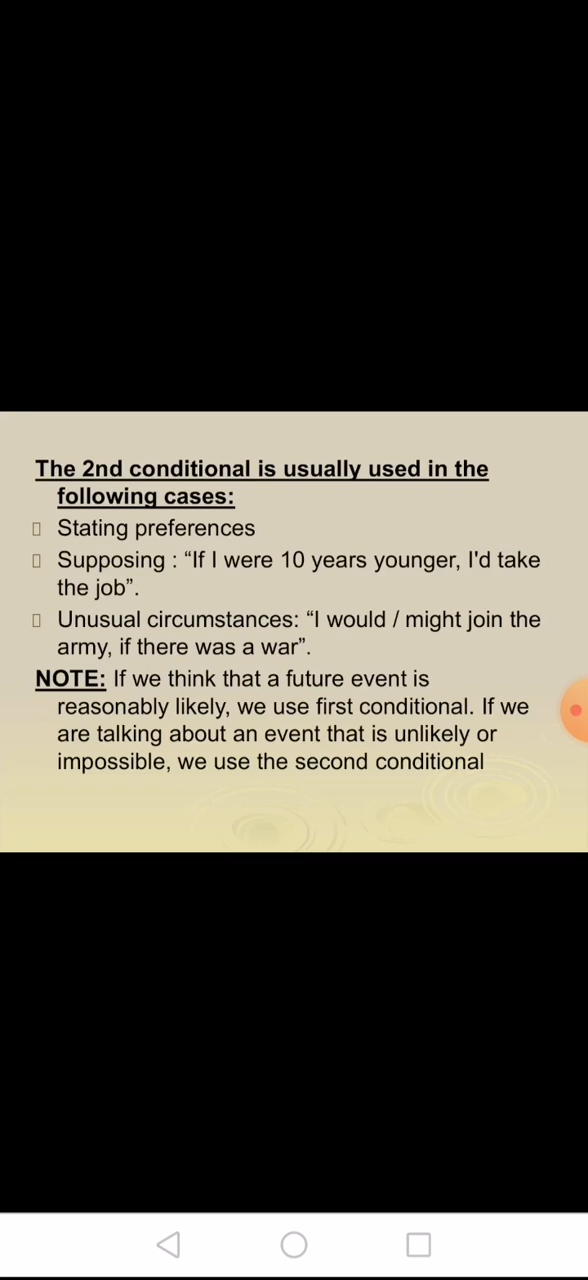 The 2nd conditional is usually used in the
following cases:
Stating preferences
Supposing : “If I were 10 years younger, I'd take
the job”.
Unusual circumstances: “I would / might join the
army, if there was a war”.
NOTE: If we think that a future event is
reasonably likely, we use first conditional. If we
are talking about an event that is unlikely or
impossible, we use the second conditional